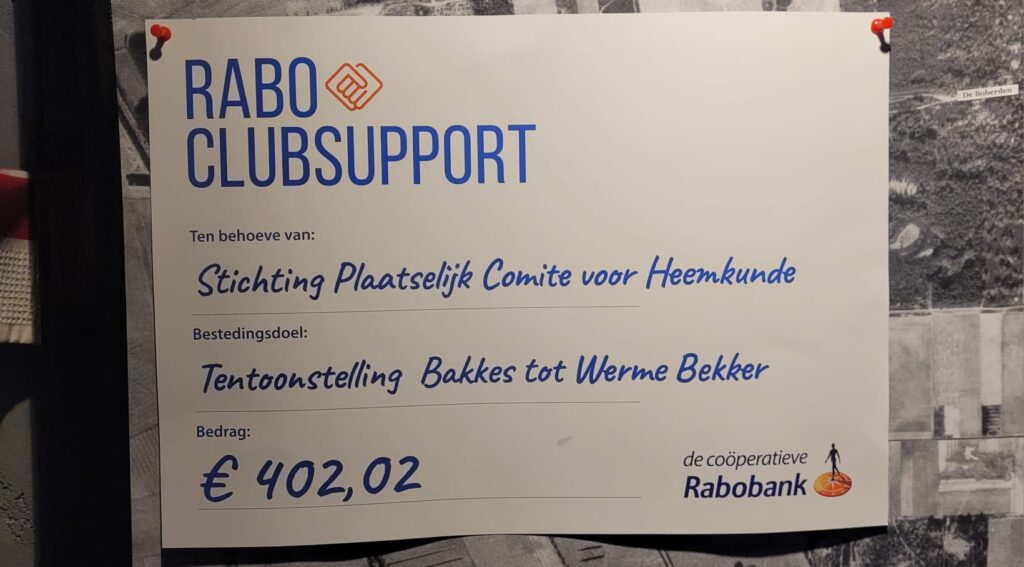 RABO
CLUBSUPPORT
Ten behoeve van:
Stichting Plaatselijk Comite voor Heemkunde
Bestedingsdoel:
Tentoonstelling Bakkes tot Werme Bekker
Bedrag:
€ 402,02
de coöperatieve
Rabobank
De Roberden